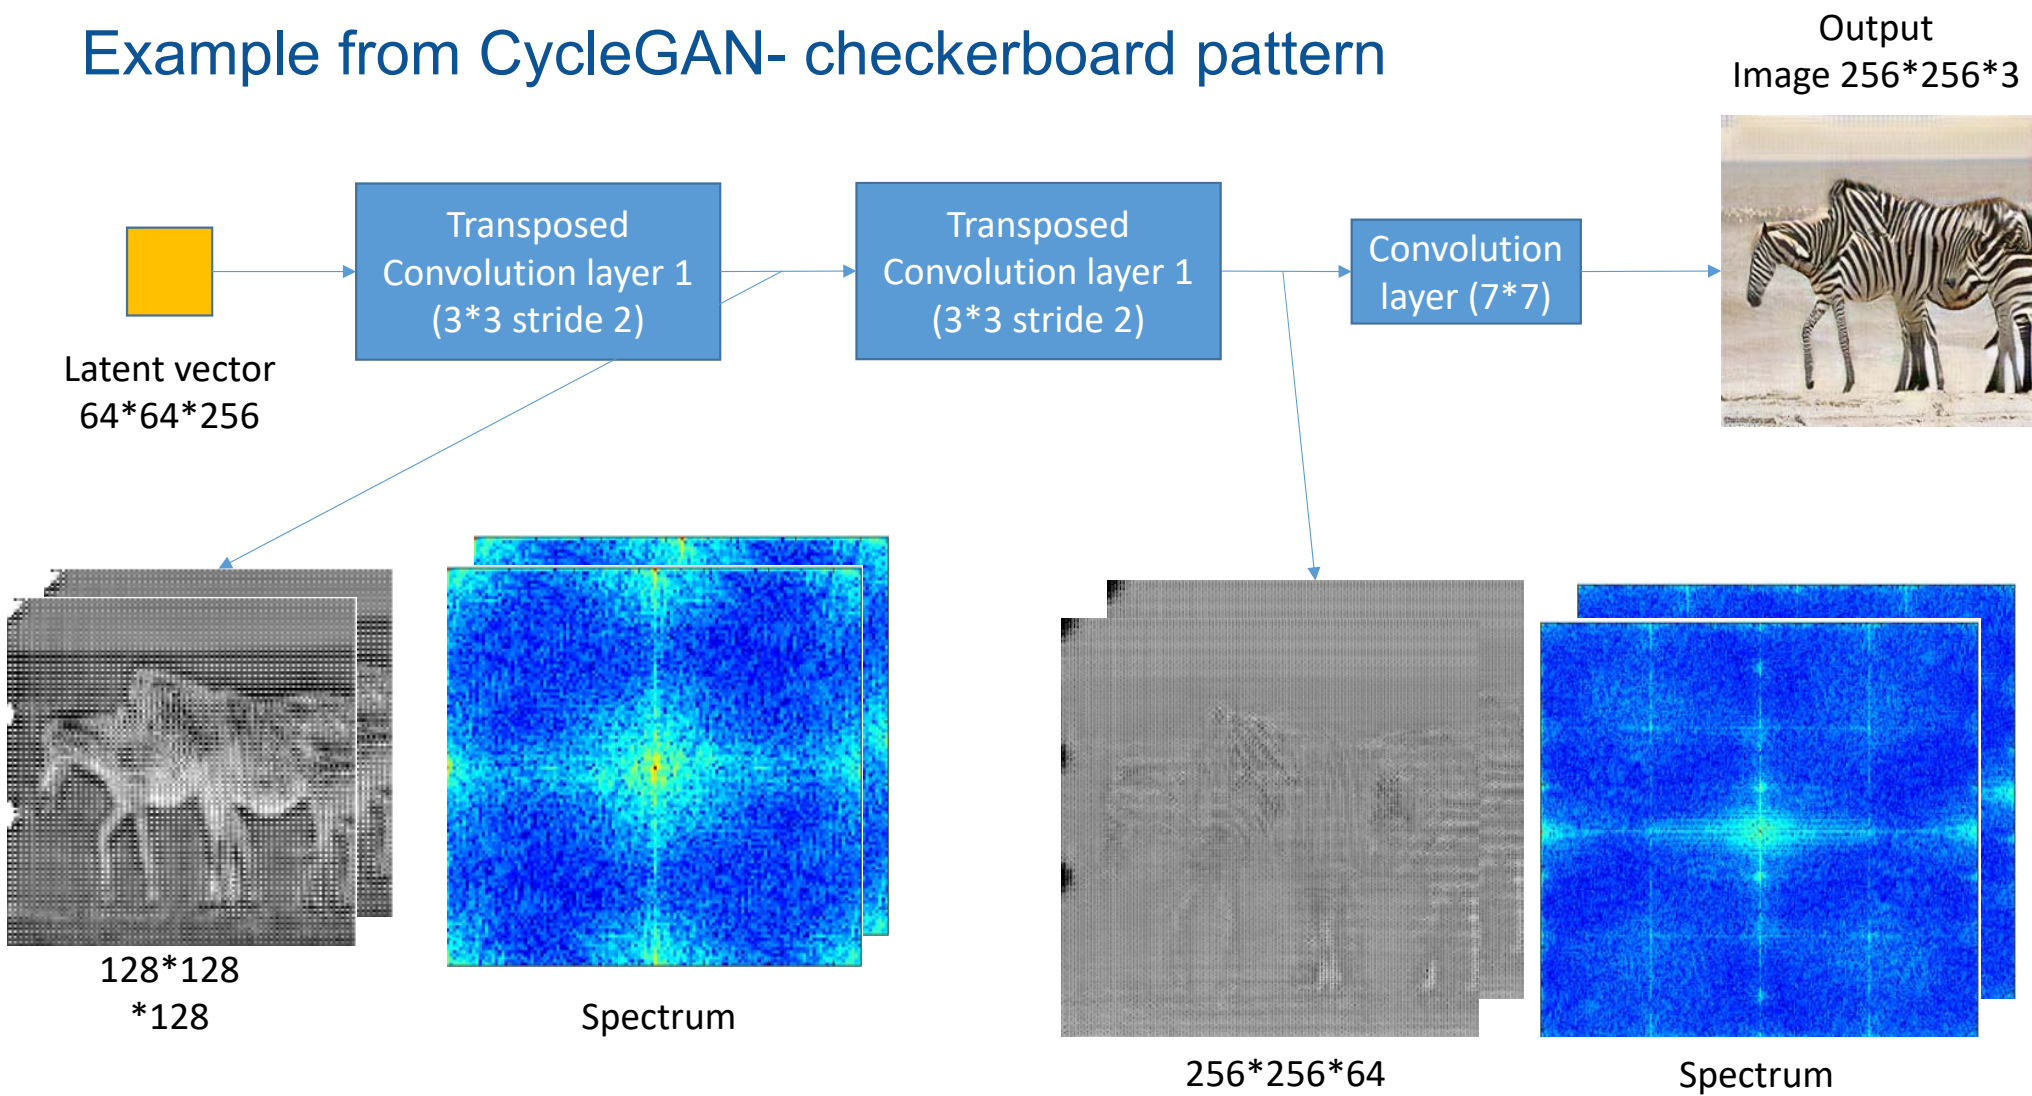 Example from CycleGAN- checkerboard pattern
Output
Image 256*256*3
Latent vector
64*64*256
Transposed
Convolution layer 1
(3*3 stride 2)
Transposed
Convolution layer 1
(3*3 stride 2)
Convolution
layer (7*7)
128*128
*128
Spectrum
256*256*64
Spectrum